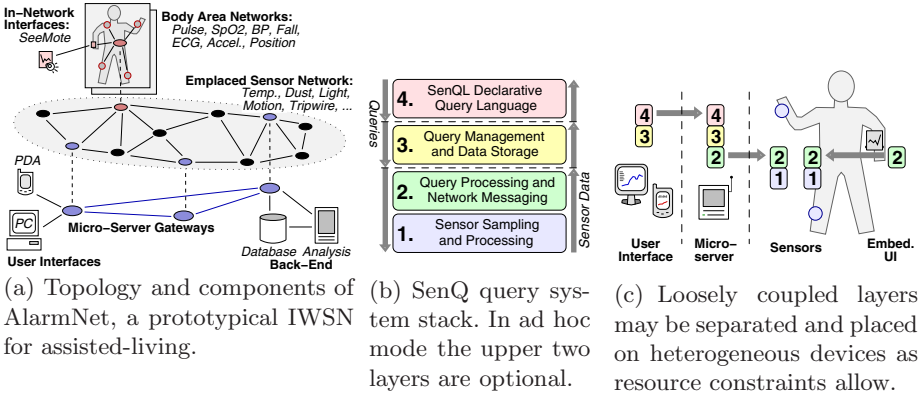 In-Network
Interfaces:
SeeMote
Body Area Networks:
Pulse, SpO2, BP, Fall,
ECG, Accel., Position
Emplaced Sensor Network:
Temp., Dust, Light,
Motion, Tripwire, ...
PDA
PC
Micro-Server Gateways
User Interfaces
Database Analysis
Back-End
(a) Topology and components of
AlarmNet, a prototypical IWSN
for assisted-living.
Queries
4. SenQL Declarative
Query Language
3. Query Management
and Data Storage
2. Query Processing and
Network Messaging
1. Sensor Sampling
and Processing
Sensor Data
(b) SenQ query sys-
tem stack. In ad hoc
mode the upper two
layers are optional.
4 4
3 3
2 2 2 2
1 1
User
Interface
Micro-
server
Sensors
Embed.
UI
(c) Loosely coupled layers
may be separated and placed
on heterogeneous devices as
resource constraints allow.